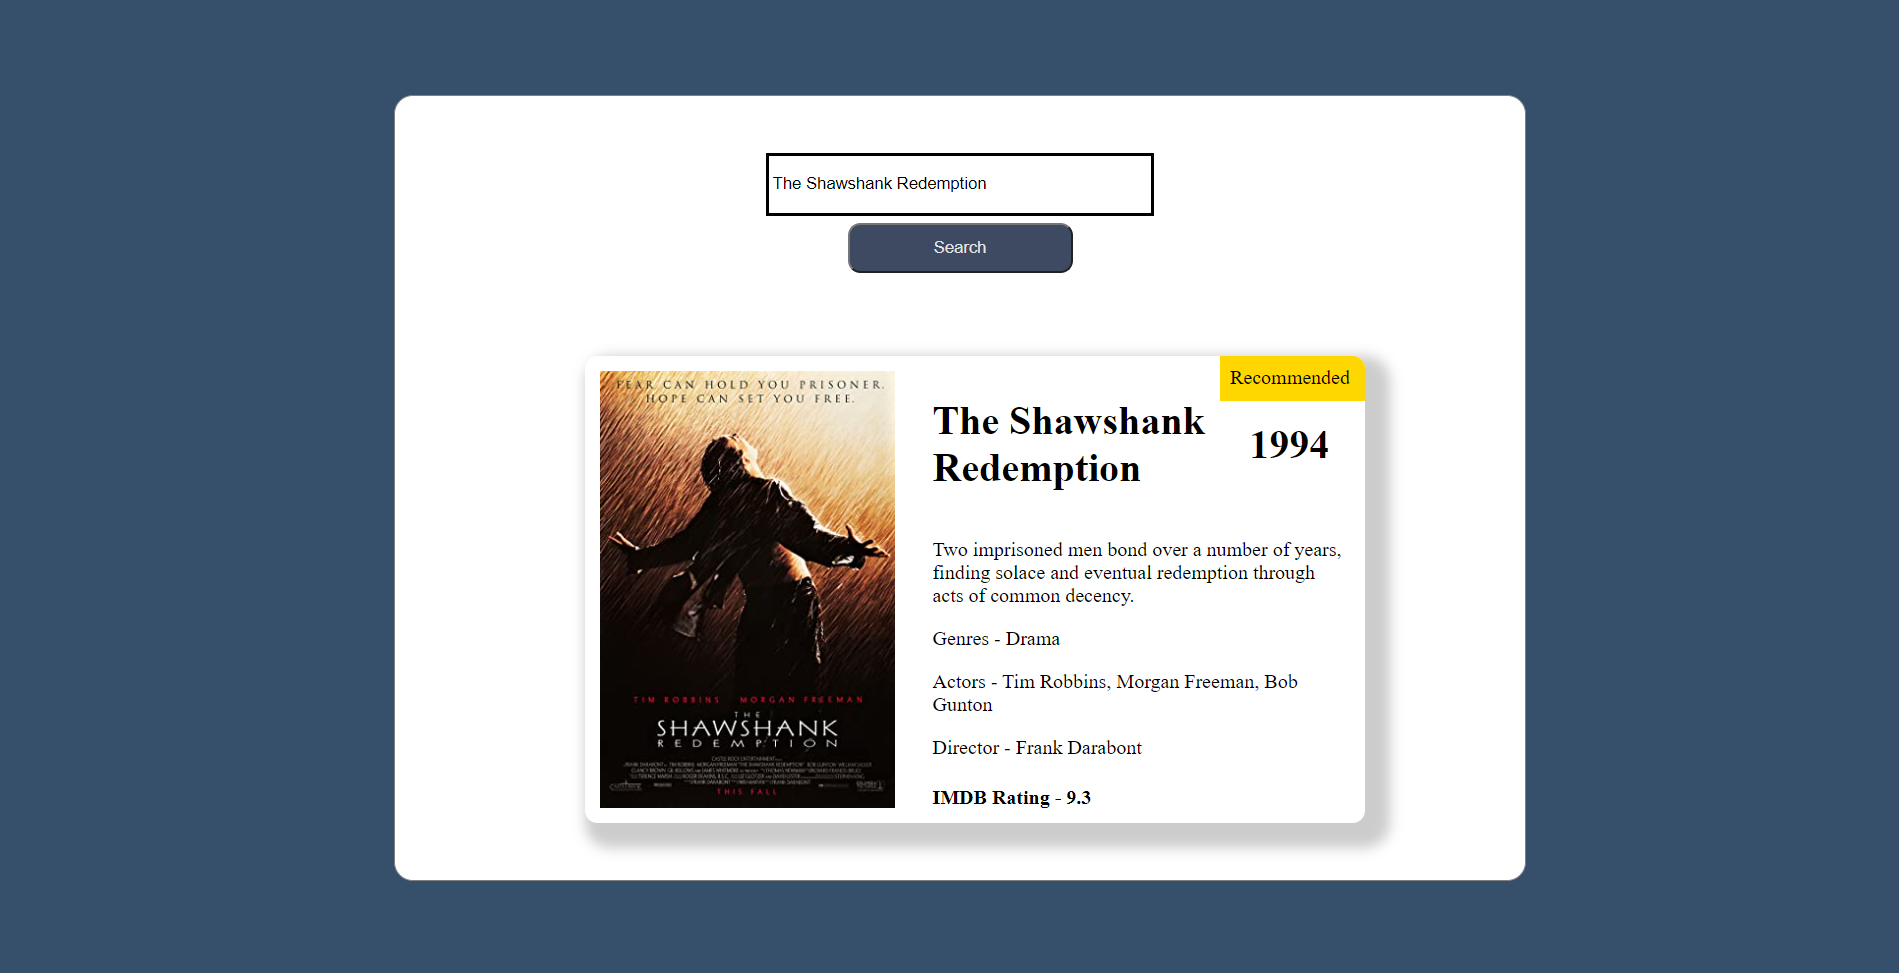 The Shawshank Redemption
Search
FEAR CAN HOLD YOU PRISONER.
HOPE CAN SET YOU FREE.
TIM ROBBINS MORGAN FREEMAN
THE
SHAWSHANK
REDEMPTION
THIS FALL
Recommended
The Shawshank
Redemption
1994
Two imprisoned men bond over a number of years,
finding solace and eventual redemption through
acts of common decency.
Genres - Drama
Actors - Tim Robbins, Morgan Freeman, Bob
Gunton
Director - Frank Darabont
IMDB Rating - 9.3